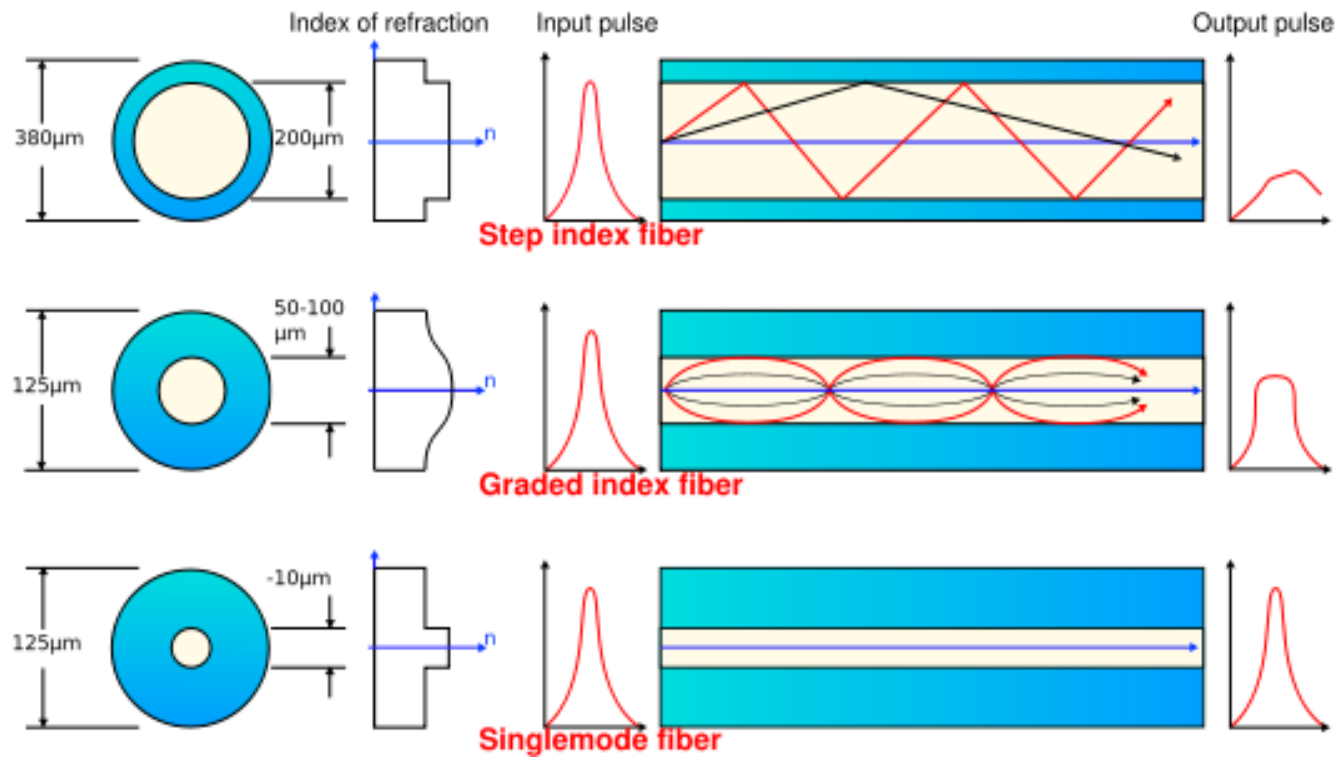 Index of refraction
Input pulse
Output pulse
380μm
200μm
n
Step index fiber
50-100
μm
125μm
n
Graded index fiber
-10μm
125μm
n
Singlemode fiber